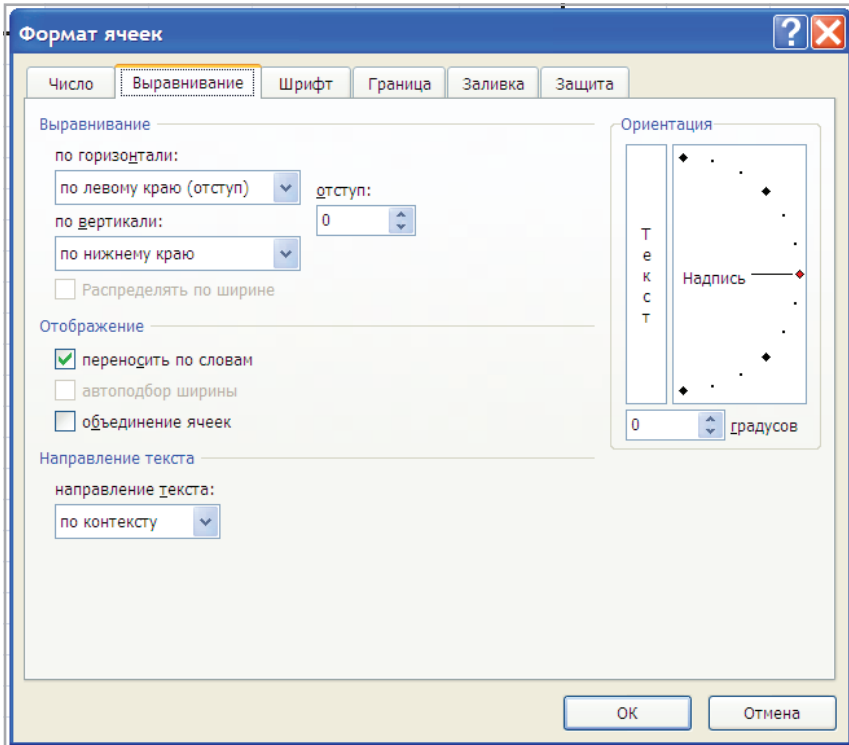 Формат ячеек
Число Выравнивание Шрифт Граница Заливка Защита
Выравнивание
по горизонтали:
по левому краю (отступ)
отступ:
0
по вертикали:
по нижнему краю
Распределять по ширине
Отображение
переносить по словам
автоподбор ширины
объединение ячеек
Направление текста
направление текста:
по контексту
Ориентация
Текст
Надпись
0 градусов
ОК Отмена